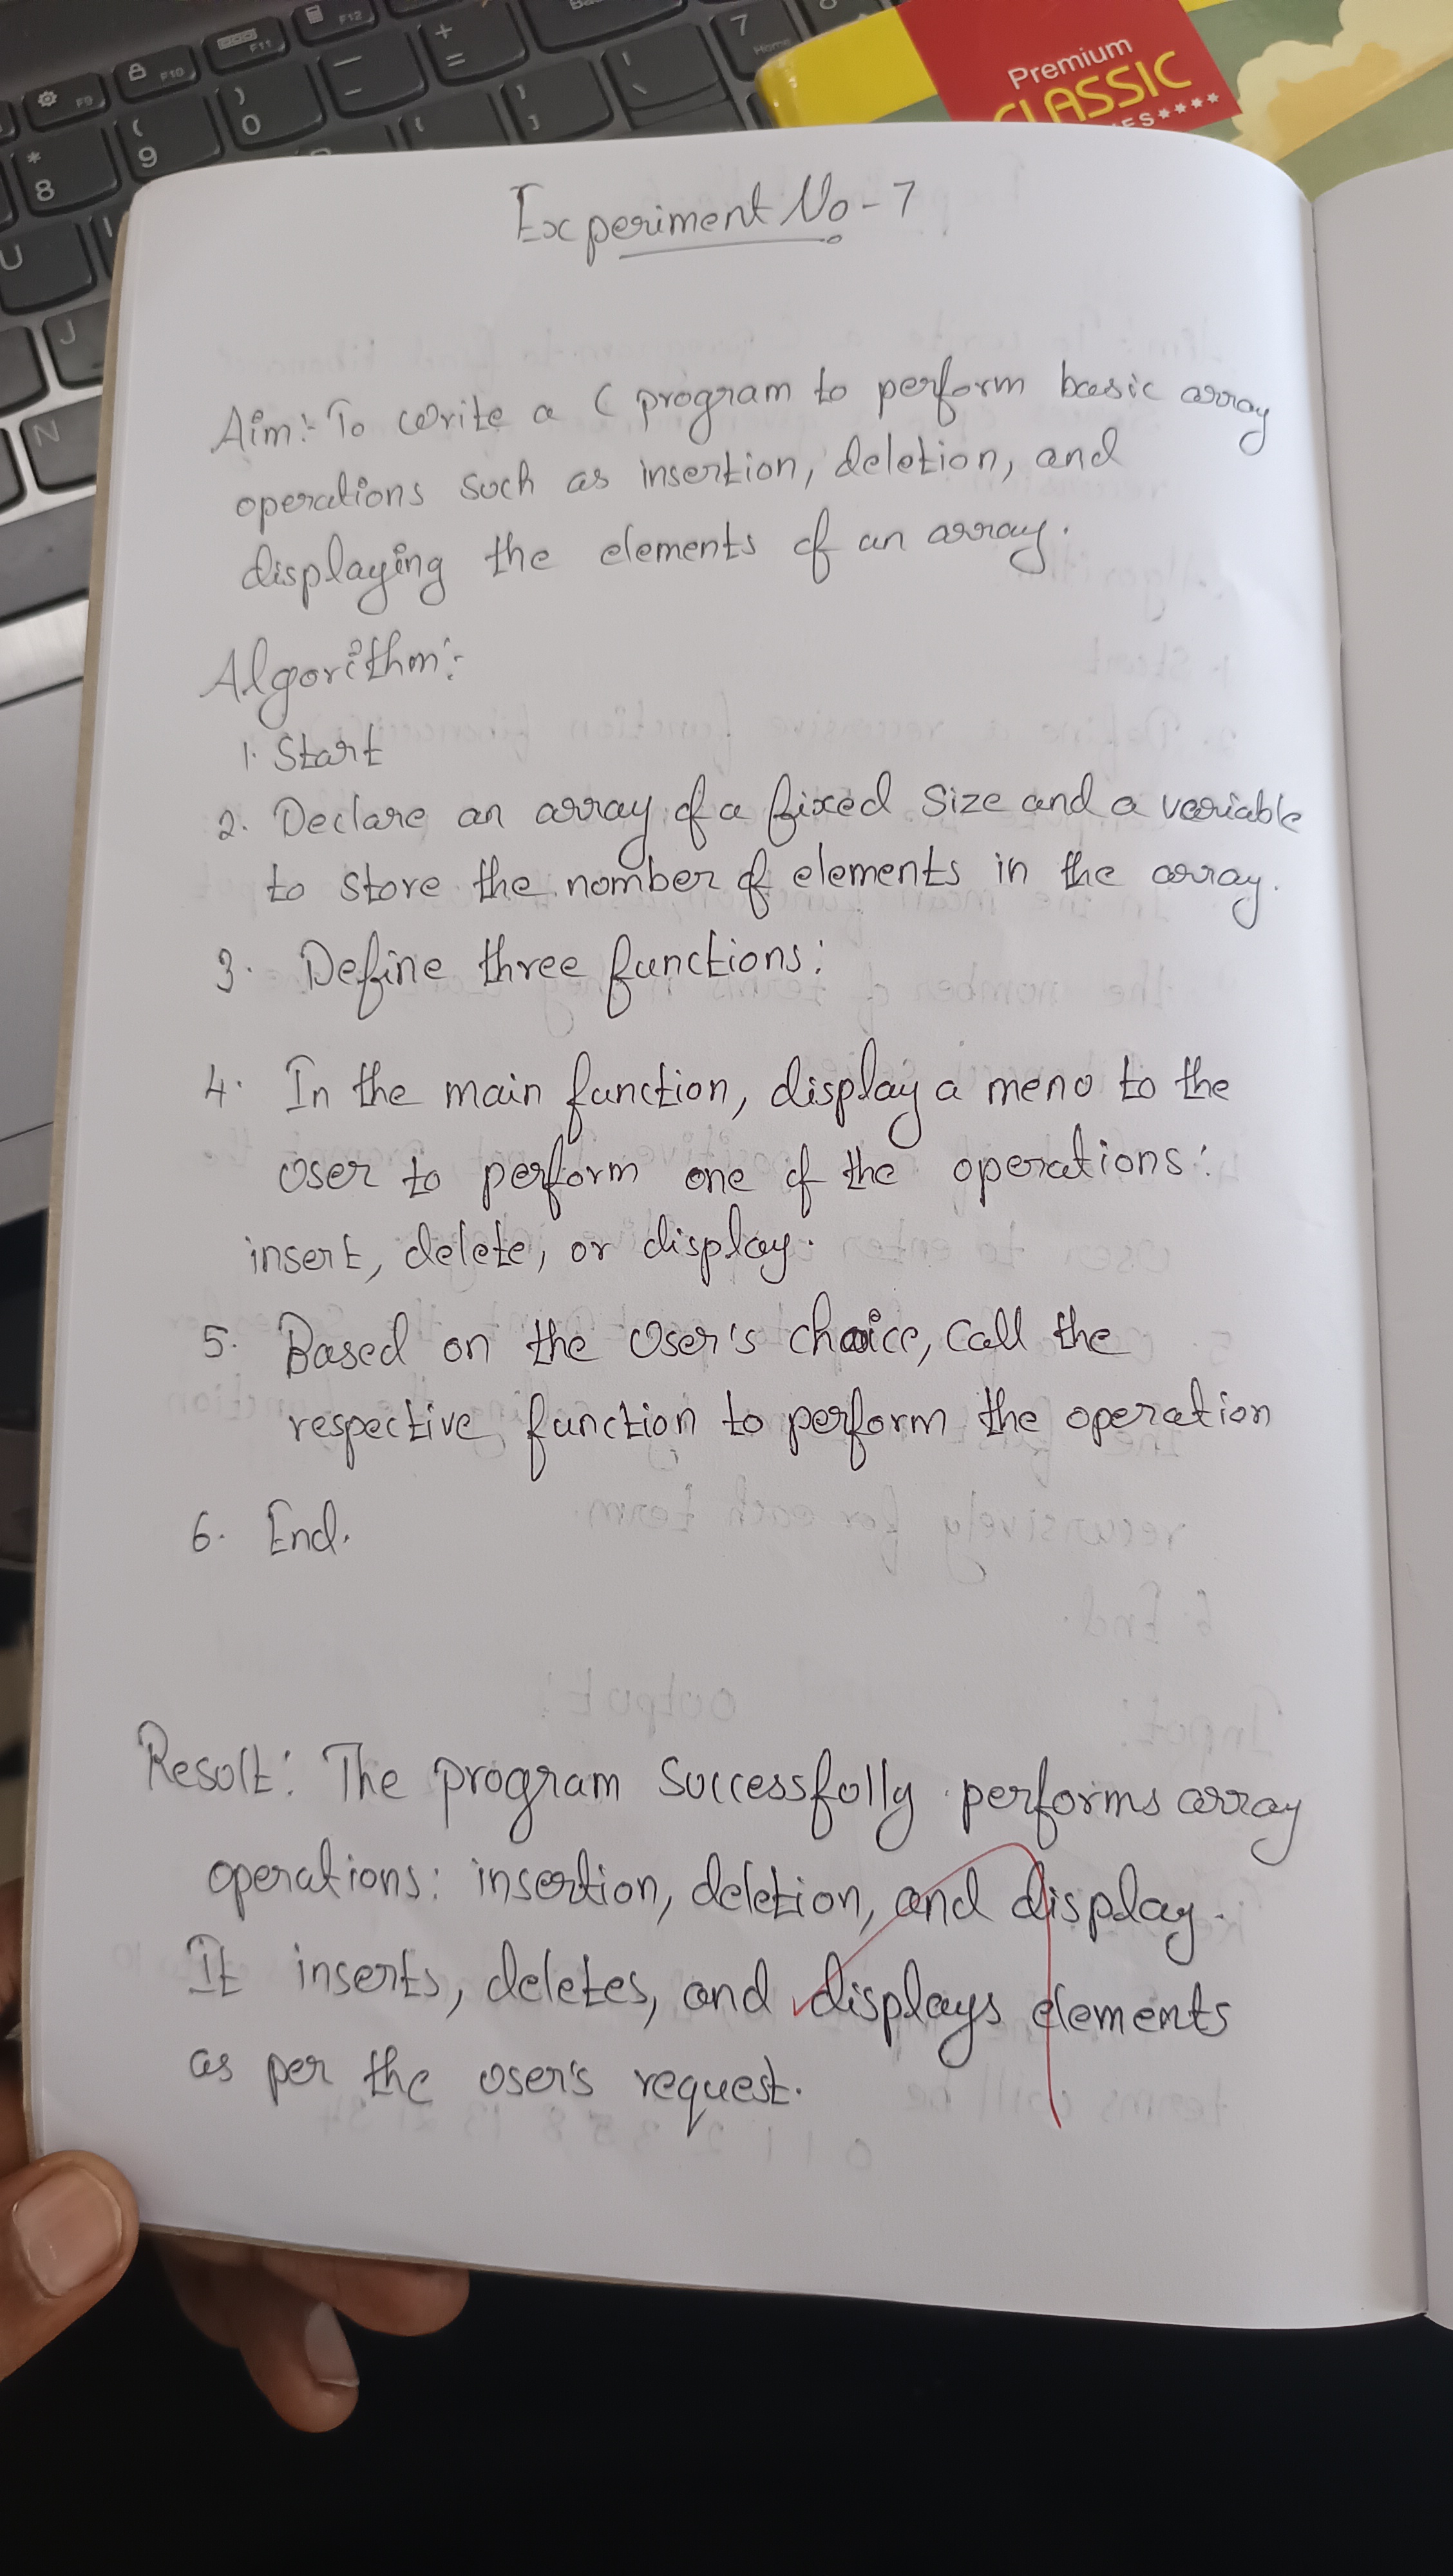 F9
F10
F11
F12
* 8
( 9
) 0
+ =
7 Home
U
J
N
Premium
CLASSIC
ES****
Experiment No - 7
Aim:- To write a C program to perform basic array
operations such as insertion, deletion, and
displaying the elements of an array.
Algorithm:-
1. Start
2. Declare an array of a fixed size and a variable
to store the nomber of elements in the array.
3. Define three functions:
4. In the main function, display a meno to the
user to perform one of the operations:
insert, delete, or display.
5. Based on the user's choice, call the
respective function to perform the operation
6. End.
Result: The program successfully performs array
operations: insertion, deletion, and display.
It inserts, deletes, and displays elements
as per the user's request.